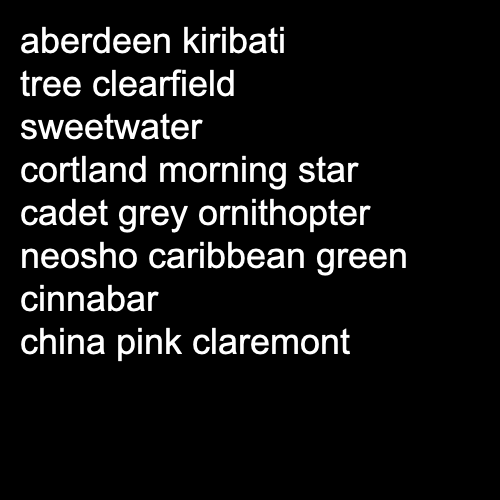 aberdeen kiribati
tree clearfield
sweetwater
cortland morning star
cadet grey ornithopter
neosho caribbean green
cinnabar
china pink claremont